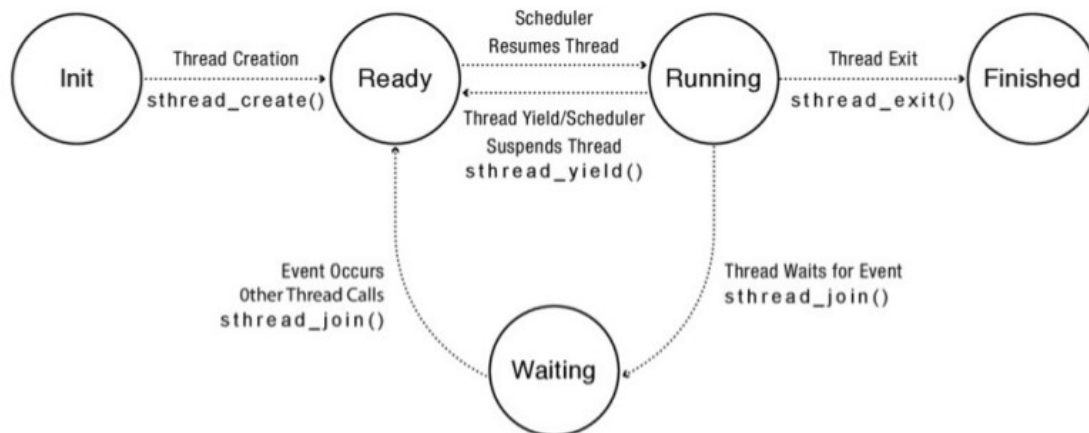 Init
Thread Creation
sthread_create()
Ready
Scheduler
Resumes Thread
Thread Yield/Scheduler
Suspends Thread
sthread_yield()
Running
Thread Exit
sthread_exit()
Finished
Event Occurs
Other Thread Calls
sthread_join()
Thread Waits for Event
sthread_join()
Waiting